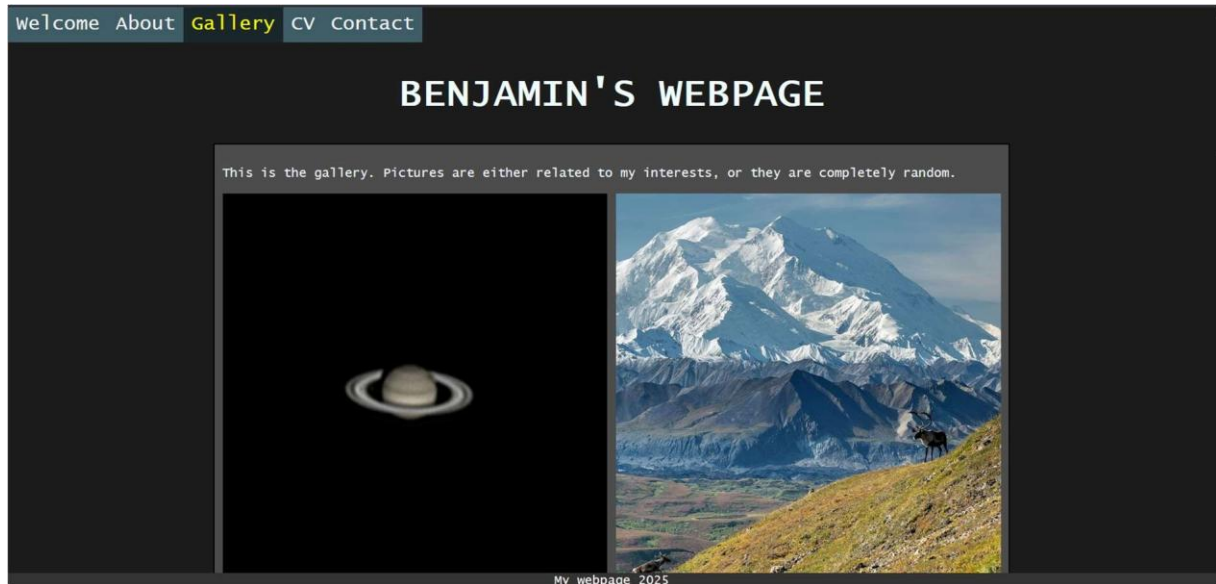 Welcome About Gallery CV Contact
BENJAMIN'S WEBPAGE
This is the gallery. Pictures are either related to my interests, or they are completely random.
My webpage 2025